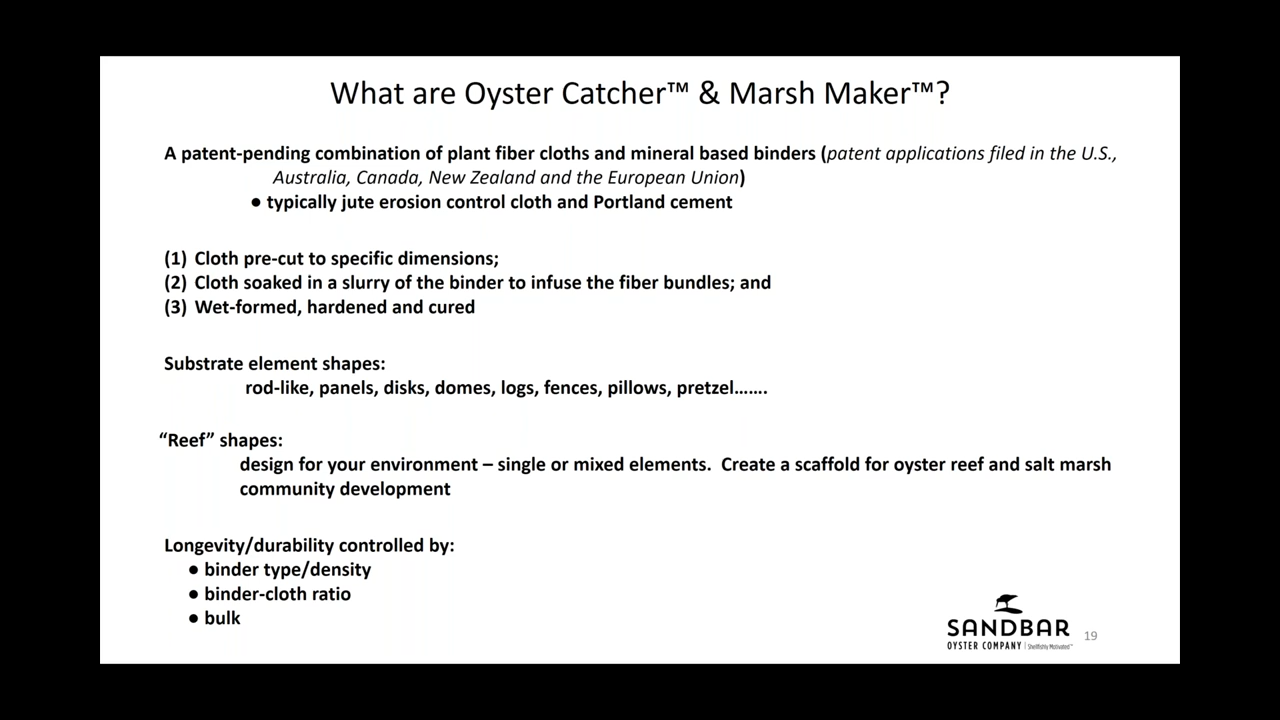 What are Oyster Catcher™ & Marsh Maker™?
A patent-pending combination of plant fiber cloths and mineral based binders (patent applications filed in the U.S.,
Australia, Canada, New Zealand and the European Union)
● typically jute erosion control cloth and Portland cement
(1) Cloth pre-cut to specific dimensions;
(2) Cloth soaked in a slurry of the binder to infuse the fiber bundles; and
(3) Wet-formed, hardened and cured
Substrate element shapes:
rod-like, panels, disks, domes, logs, fences, pillows, pretzel…….
“Reef” shapes:
design for your environment – single or mixed elements. Create a scaffold for oyster reef and salt marsh
community development
Longevity/durability controlled by:
● binder type/density
● binder-cloth ratio
● bulk
SANDBAR
OYSTER COMPANY | Shellfishly Motivated™
19